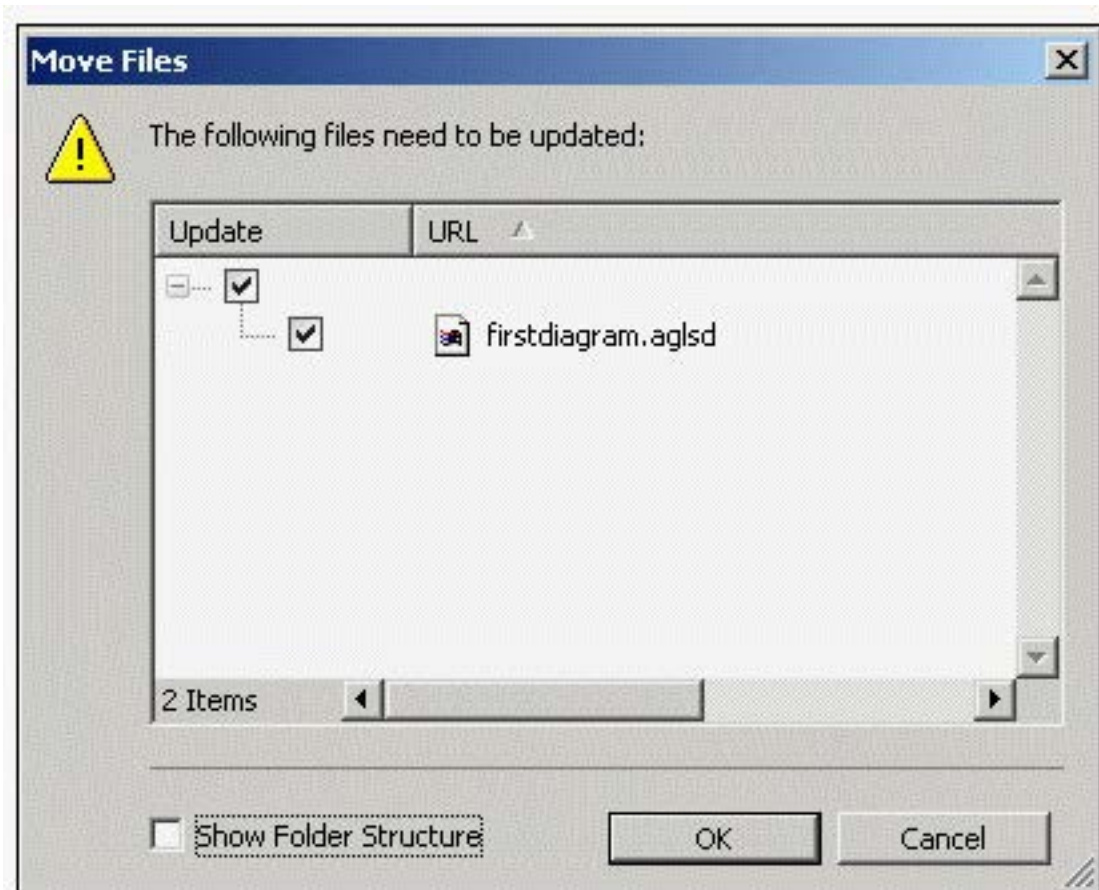 Move Files
The following files need to be updated:
Update URL
firstdiagram.aglsd
2 Items
Show Folder Structure OK Cancel